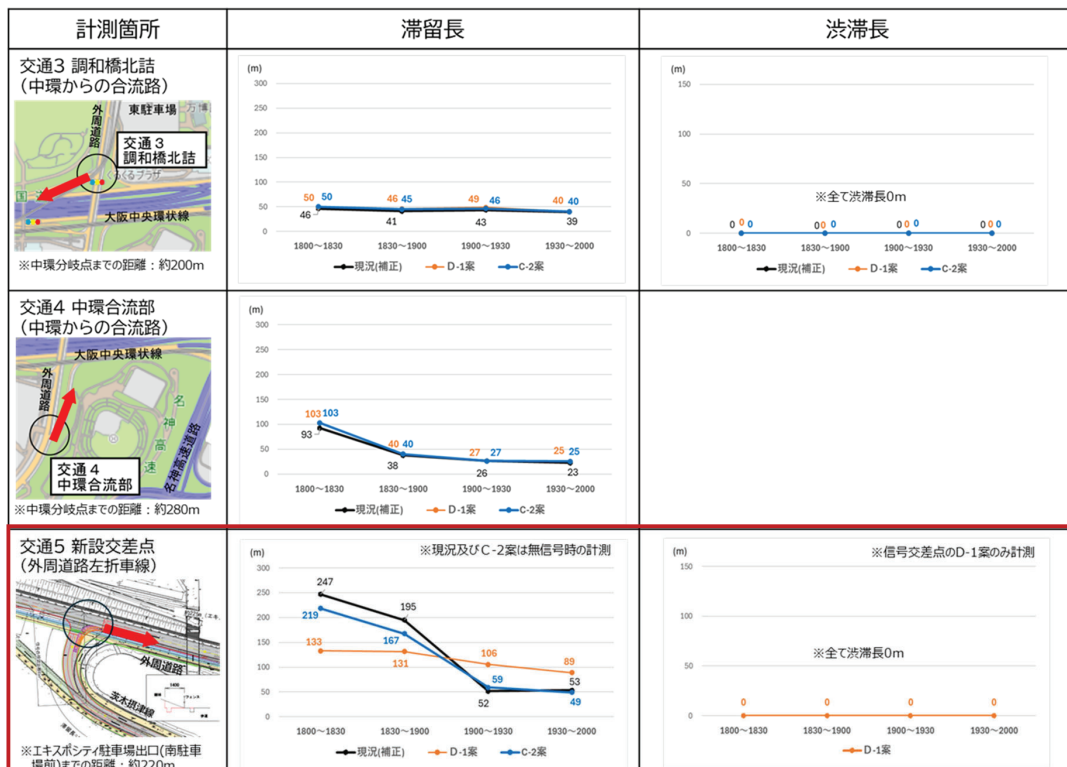 計測箇所
滞留長
渋滞長
交通3 調和橋北詰
(中環からの合流路)
東駐車場
万博
外周道路
交通3
調和橋北詰
くるくるプラザ
大阪中央環状線
※中環分岐点までの距離：約200m
(m)
300
250
200
150
100
50
0
50 50
46 45
49 46
40 40
46
41
43
39
1800～1830
1830～1900
1900～1930
1930～2000
現況(補正)
D-1案
C-2案
(m)
150
100
50
0
※全て渋滞長0m
0 0 0
0 0 0
0 0 0
0 0 0
1800～1830
1830～1900
1900～1930
1930～2000
現況(補正)
D-1案
C-2案
交通4 中環合流部
(中環からの合流路)
大阪中央環状線
外周道路
名神高速
名神高速道路
交通4
中環合流部
※中環分岐点までの距離：約280m
(m)
300
250
200
150
100
50
0
103 103
40 40
27 27
25 25
93
38
26
23
1800～1830
1830～1900
1900～1930
1930～2000
現況(補正)
D-1案
C-2案
交通5 新設交差点
(外周道路左折車線)
外周道路
茨木摂津線
※エキスポシティ駐車場出口(南駐車
場前)までの距離：約220m
(m)
※現況及びC-2案は無信号時の計測
300
250
200
150
100
50
0
247
195
52
53
219
167
59
49
133
131
106
89
1800～1830
1830～1900
1900～1930
1930～2000
現況(補正)
D-1案
C-2案
(m)
※信号交差点のD-1案のみ計測
150
100
50
0
※全て渋滞長0m
0
0
0
0
1800～1830
1830～1900
1900～1930
1930～2000
D-1案